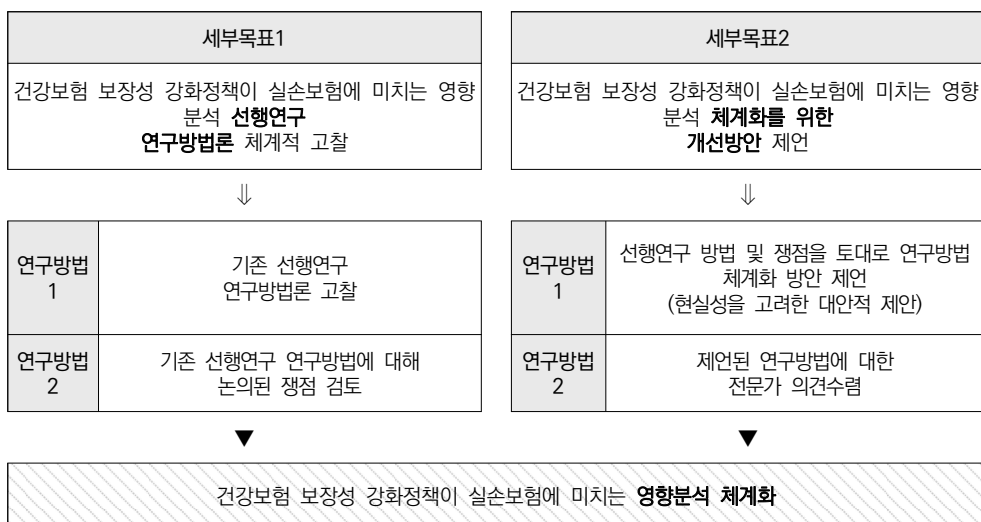 세부목표1
건강보험 보장성 강화정책이 실손보험에 미치는 영향
분석 선행연구
연구방법론 체계적 고찰
⇓
연구방법
1
기존 선행연구
연구방법론 고찰
연구방법
2
기존 선행연구 연구방법에 대해
논의된 쟁점 검토
▼
세부목표2
건강보험 보장성 강화정책이 실손보험에 미치는 영향
분석 체계화를 위한
개선방안 제언
⇓
연구방법
1
선행연구 방법 및 쟁점을 토대로 연구방법
체계화 방안 제언
(현실성을 고려한 대안적 제안)
연구방법
2
제언된 연구방법에 대한
전문가 의견수렴
▼
건강보험 보장성 강화정책이 실손보험에 미치는 영향분석 체계화